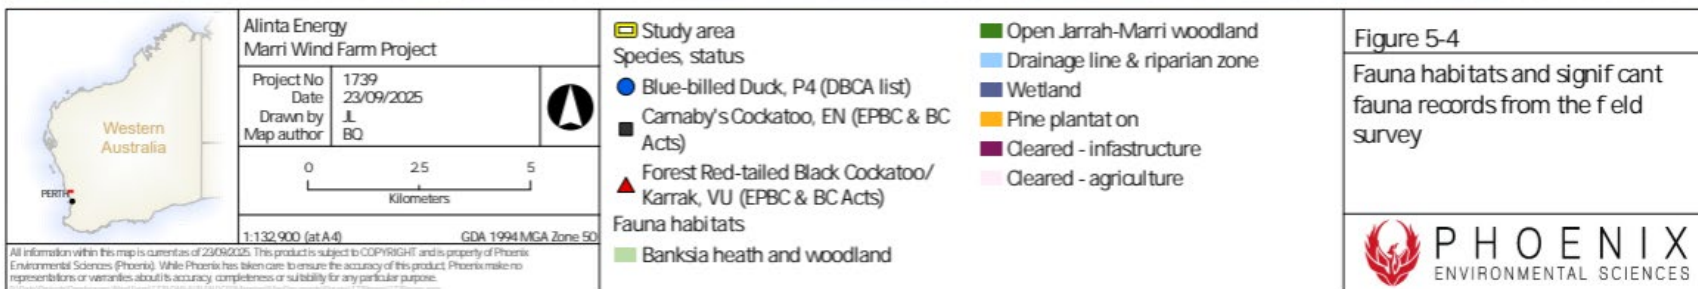 Western
Australia
PERTH
Alinta Energy
Marri Wind Farm Project
Project No 1739
Date 23/09/2025
Drawn by JL
Map author BQ
0 2.5 5
Kilometers
1:132,900 (at A4) GDA 1994 MGA Zone 50
All information within this map is current as of 23/09/2025. This product is subject to COPYRIGHT and is property of Phoenix
Environmental Sciences (Phoenix). While Phoenix has taken care to ensure the accuracy of this product, Phoenix make no
representations or warranties about its accuracy, completeness or suitability for any particular purpose.
Study area
Species, status
Blue-billed Duck, P4 (DBCA list)
Carnaby's Cockatoo, EN (EPBC & BC
Acts)
Forest Red-tailed Black Cockatoo/
Karrak, VU (EPBC & BC Acts)
Fauna habitats
Banksia heath and woodland
Open Jarrah-Marri woodland
Drainage line & riparian zone
Wetland
Pine plantat on
Cleared - infastructure
Cleared - agriculture
Figure 5-4
Fauna habitats and signif cant
fauna records from the f eld
survey
PHOENIX
ENVIRONMENTAL SCIENCES